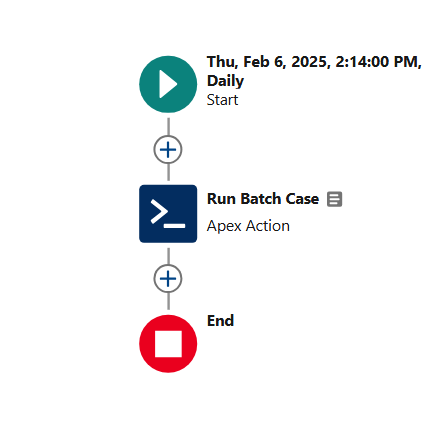 Thu, Feb 6, 2025, 2:14:00 PM,
Daily
Start
Run Batch Case
Apex Action
End